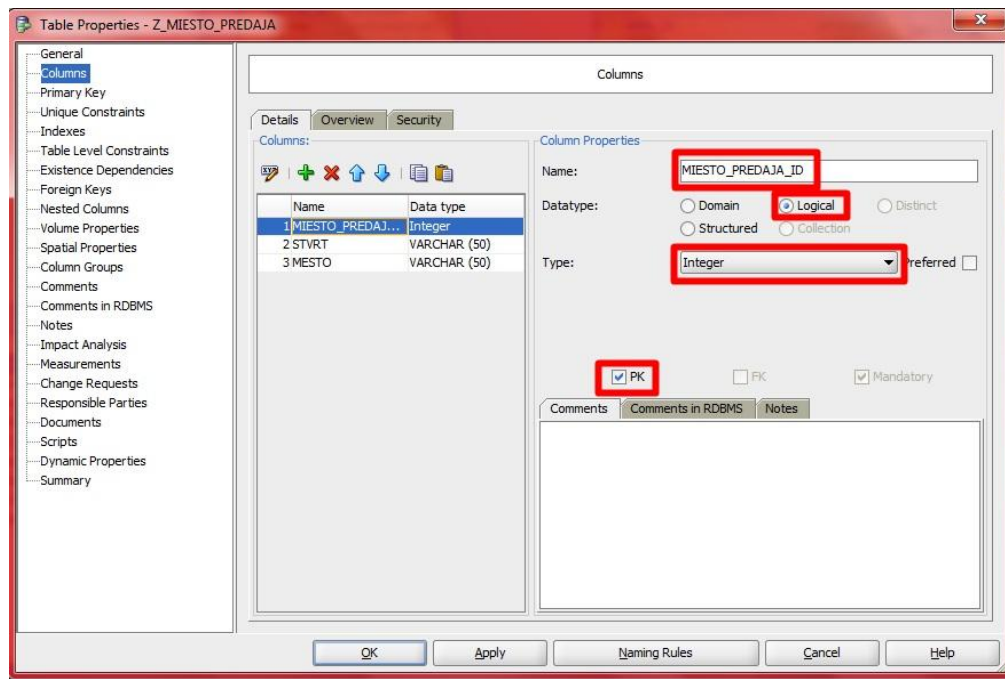 Table Properties - Z_MIESTO_PREDAJA
x
General
Columns
Primary Key
Unique Constraints
Indexes
Table Level Constraints
Existence Dependencies
Foreign Keys
Nested Columns
Volume Properties
Spatial Properties
Column Groups
Comments
Comments in RDBMS
Notes
Impact Analysis
Measurements
Change Requests
Responsible Parties
Documents
Scripts
Dynamic Properties
Summary
Columns
Details Overview Security
Columns:
Name Data type
1 MIESTO_PREDAJ... Integer
2 STVRT VARCHAR (50)
3 MESTO VARCHAR (50)
Column Properties
Name: MIESTO_PREDAJA_ID
Datatype: Domain Logical Distinct
Structured Collection
Type: Integer Preferred
PK FK Mandatory
Comments Comments in RDBMS Notes
OK Apply Naming Rules Cancel Help